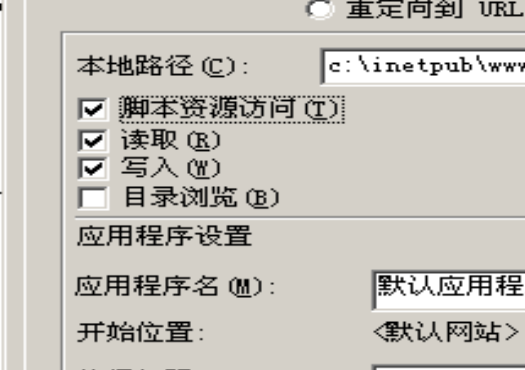 重定向到 URL
本地路径(C): c:\inetpub\www
脚本资源访问(T)
读取(R)
写入(W)
目录浏览(B)
应用程序设置
应用程序名(M): 默认应用程
开始位置: <默认网站>